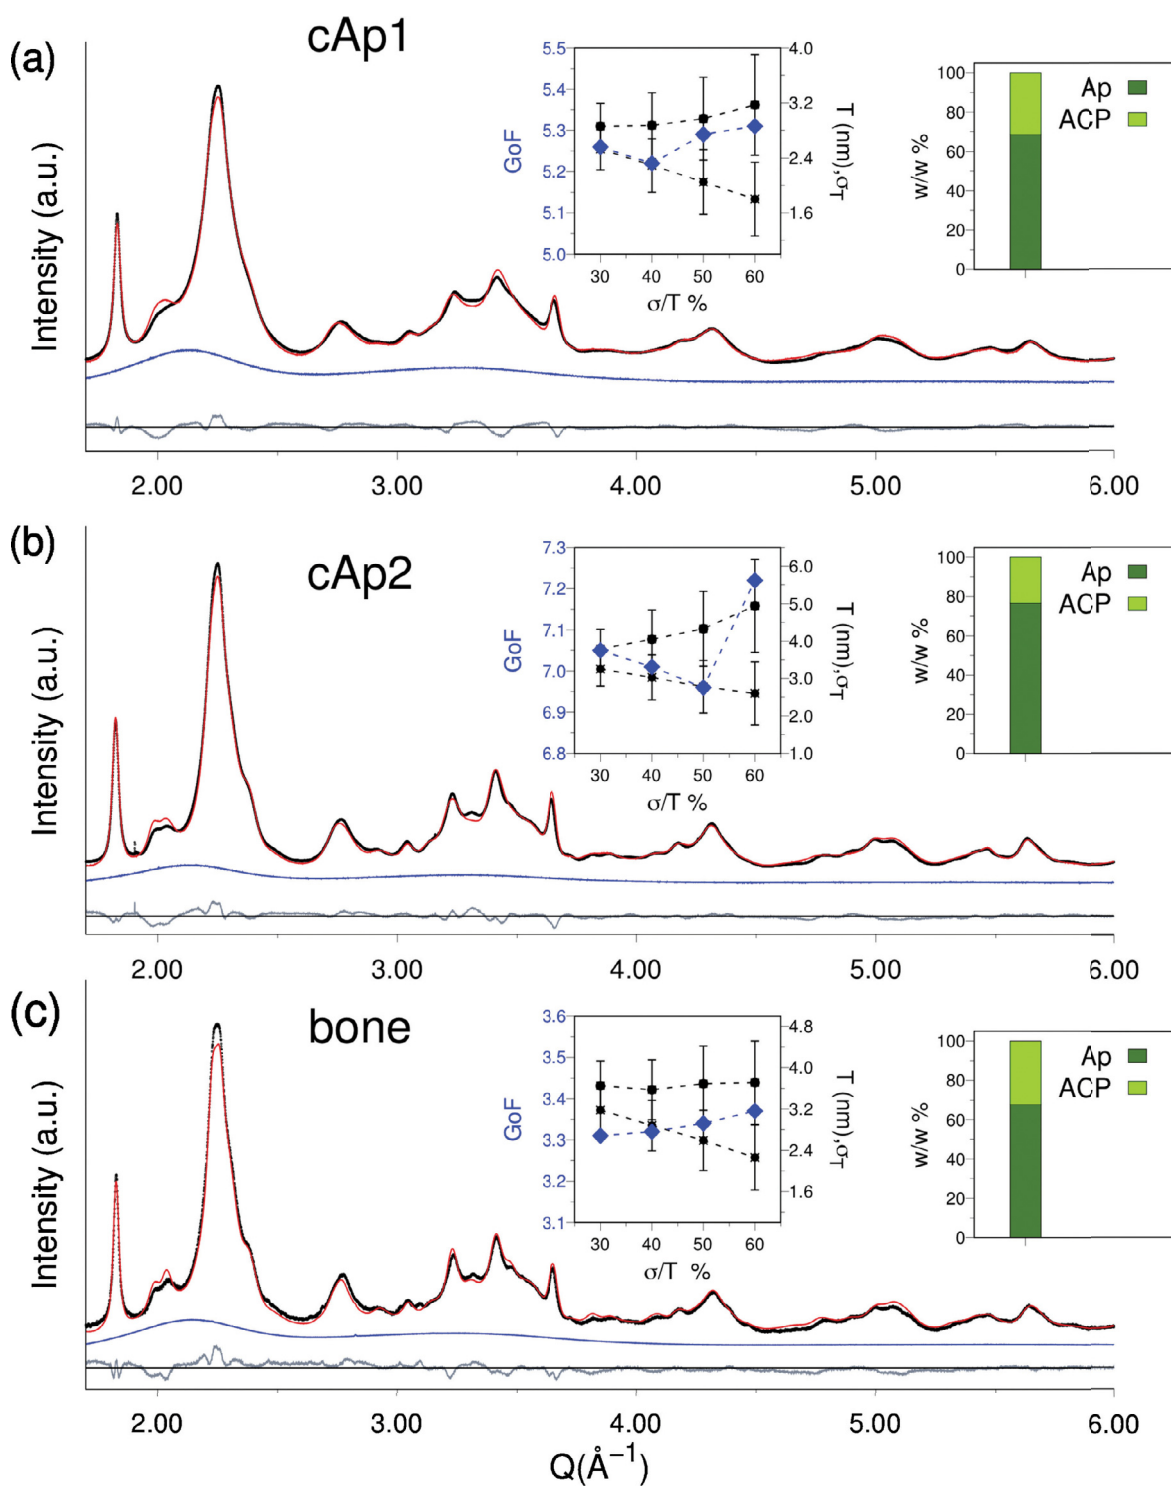 (a)
cAp1
Intensity (a.u.)
5.5
5.4
5.3
5.2
5.1
5.0
GoF
4.0
3.2
2.4
1.6
T (nm),σT
30 40 50 60
σ/T %
100
80
60
40
20
0
w/w %
Ap
ACP
2.00 3.00 4.00 5.00 6.00
(b)
cAp2
Intensity (a.u.)
7.3
7.2
7.1
7.0
6.9
6.8
GoF
6.0
5.0
4.0
3.0
2.0
1.0
T (nm),σT
30 40 50 60
σ/T %
100
80
60
40
20
0
w/w %
Ap
ACP
2.00 3.00 4.00 5.00 6.00
(c)
bone
Intensity (a.u.)
3.6
3.5
3.4
3.3
3.2
3.1
GoF
4.8
4.0
3.2
2.4
1.6
T (nm),σT
30 40 50 60
σ/T %
100
80
60
40
20
0
w/w %
Ap
ACP
2.00 3.00 4.00 5.00 6.00
Q(Å⁻¹)